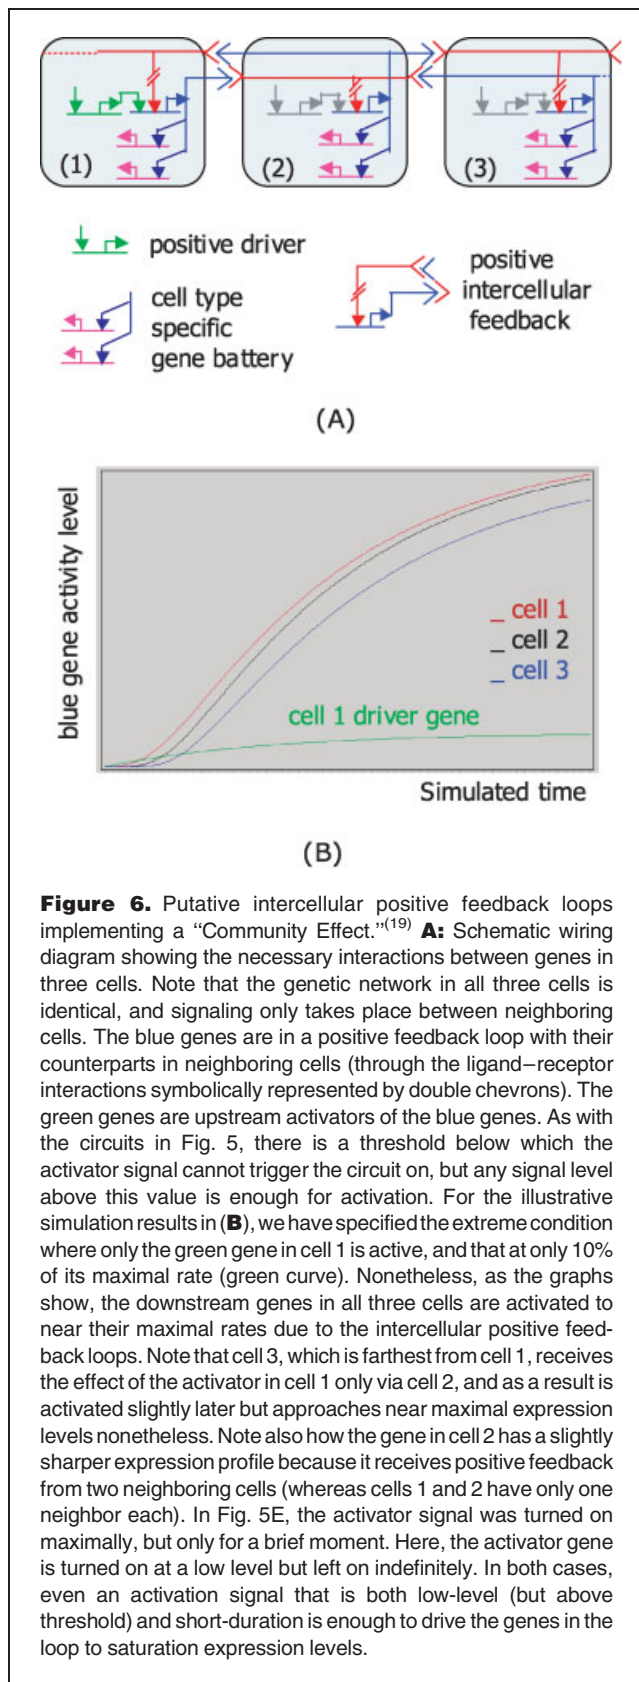 (1)
(2)
(3)
positive driver
cell type
specific
gene battery
positive
intercellular
feedback
(A)
blue gene activity level
_ cell 1
_ cell 2
_ cell 3
cell 1 driver gene
Simulated time
(B)
Figure 6. Putative intercellular positive feedback loops
implementing a “Community Effect.”(19) A: Schematic wiring
diagram showing the necessary interactions between genes in
three cells. Note that the genetic network in all three cells is
identical, and signaling only takes place between neighboring
cells. The blue genes are in a positive feedback loop with their
counterparts in neighboring cells (through the ligand–receptor
interactions symbolically represented by double chevrons). The
green genes are upstream activators of the blue genes. As with
the circuits in Fig. 5, there is a threshold below which the
activator signal cannot trigger the circuit on, but any signal level
above this value is enough for activation. For the illustrative
simulation results in (B), we have specified the extreme condition
where only the green gene in cell 1 is active, and that at only 10%
of its maximal rate (green curve). Nonetheless, as the graphs
show, the downstream genes in all three cells are activated to
near their maximal rates due to the intercellular positive feed-
back loops. Note that cell 3, which is farthest from cell 1, receives
the effect of the activator in cell 1 only via cell 2, and as a result is
activated slightly later but approaches near maximal expression
levels nonetheless. Note also how the gene in cell 2 has a slightly
sharper expression profile because it receives positive feedback
from two neighboring cells (whereas cells 1 and 2 have only one
neighbor each). In Fig. 5E, the activator signal was turned on
maximally, but only for a brief moment. Here, the activator gene
is turned on at a low level but left on indefinitely. In both cases,
even an activation signal that is both low-level (but above
threshold) and short-duration is enough to drive the genes in the
loop to saturation expression levels.